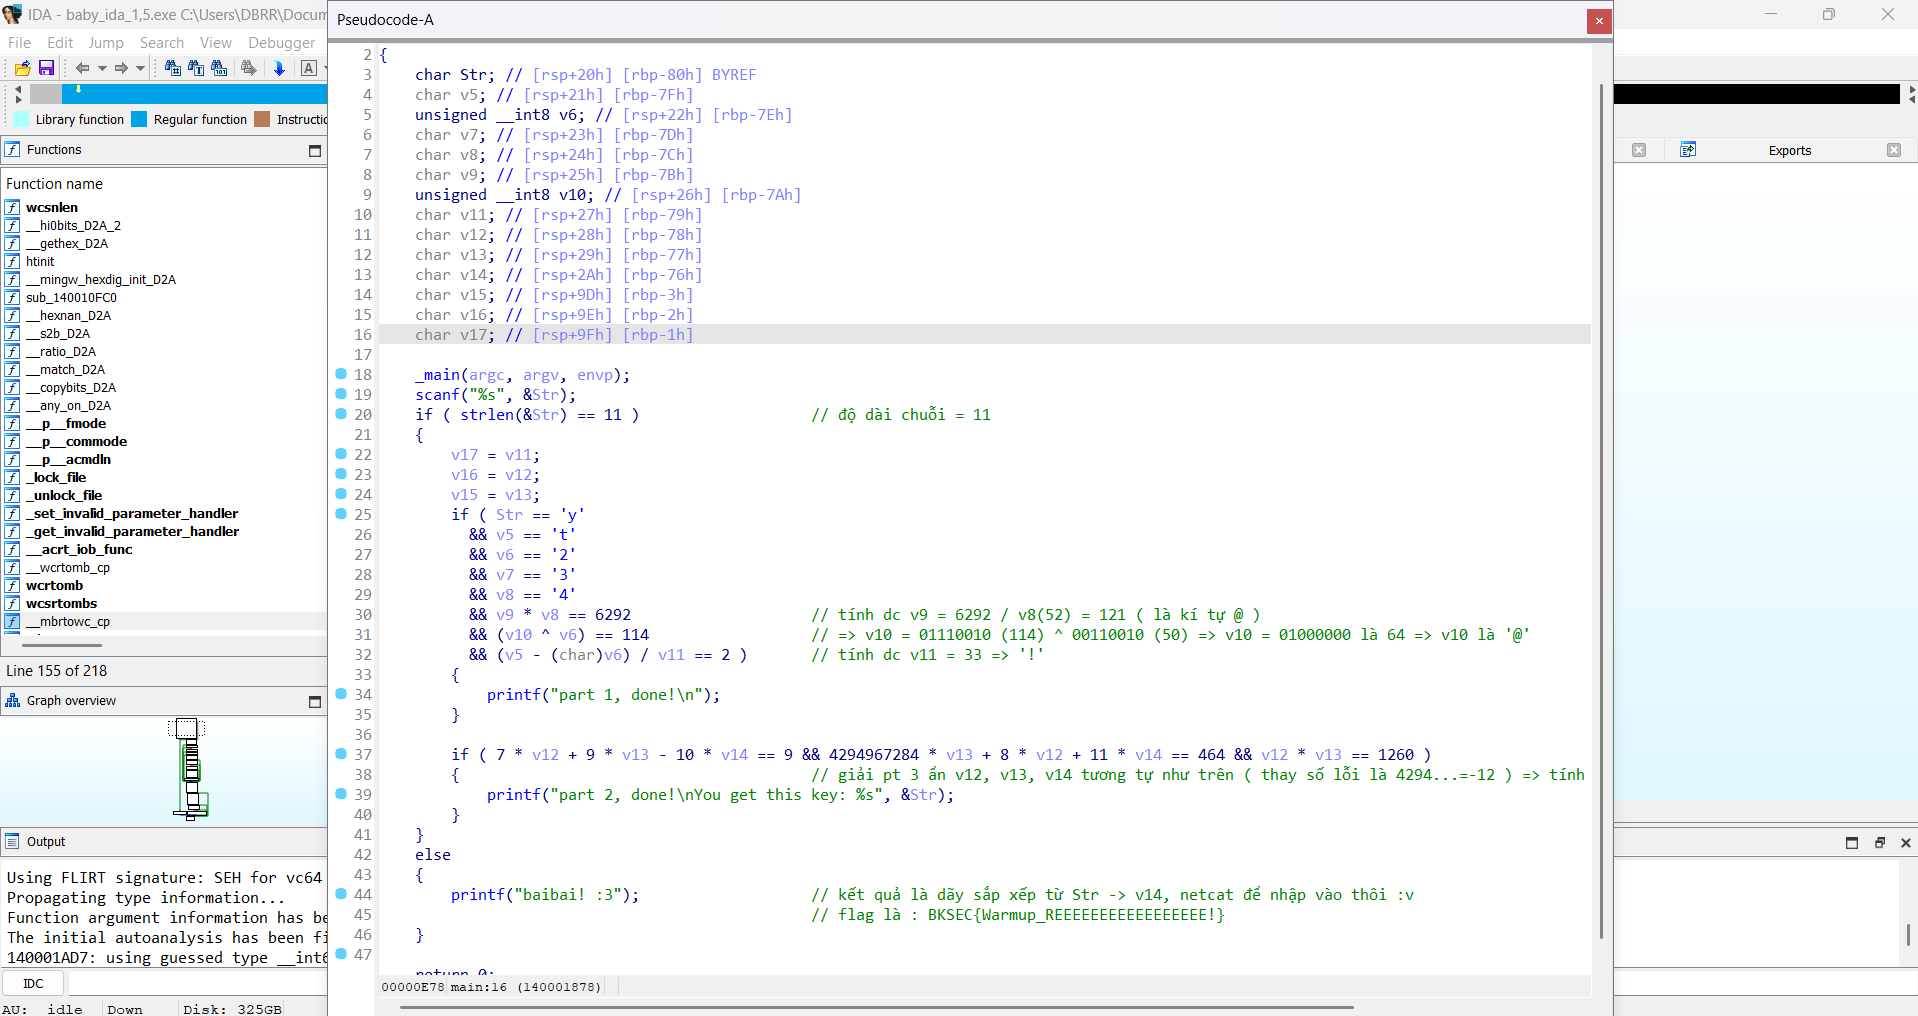 IDA - baby_ida_1,5.exe C:\Users\DBRR\Docum
File Edit Jump Search View Debugger
Library function Regular function Instructio
Functions
Function name
wcsnlen
__hi0bits_D2A_2
__gethex_D2A
htinit
__mingw_hexdig_init_D2A
sub_140010FC0
__hexnan_D2A
__s2b_D2A
__ratio_D2A
__match_D2A
__copybits_D2A
__any_on_D2A
__p__fmode
__p__commode
__p__acmdln
_lock_file
_unlock_file
_set_invalid_parameter_handler
_get_invalid_parameter_handler
__acrt_iob_func
__wcrtomb_cp
wcrtomb
wcsrtombs
__mbrtowc_cp
Line 155 of 218
Graph overview
Output
Using FLIRT signature: SEH for vc64
Propagating type information...
Function argument information has be
The initial autoanalysis has been fi
140001AD7: using guessed type __int6
IDC
AU: idle Down Disk: 325GB
Pseudocode-A
2 {
3 char Str; // [rsp+20h] [rbp-80h] BYREF
4 char v5; // [rsp+21h] [rbp-7Fh]
5 unsigned __int8 v6; // [rsp+22h] [rbp-7Eh]
6 char v7; // [rsp+23h] [rbp-7Dh]
7 char v8; // [rsp+24h] [rbp-7Ch]
8 char v9; // [rsp+25h] [rbp-7Bh]
9 unsigned __int8 v10; // [rsp+26h] [rbp-7Ah]
10 char v11; // [rsp+27h] [rbp-79h]
11 char v12; // [rsp+28h] [rbp-78h]
12 char v13; // [rsp+29h] [rbp-77h]
13 char v14; // [rsp+2Ah] [rbp-76h]
14 char v15; // [rsp+9Dh] [rbp-3h]
15 char v16; // [rsp+9Eh] [rbp-2h]
16 char v17; // [rsp+9Fh] [rbp-1h]
17
18 _main(argc, argv, envp);
19 scanf("%s", &Str);
20 if ( strlen(&Str) == 11 ) // độ dài chuỗi = 11
21 {
22 v17 = v11;
23 v16 = v12;
24 v15 = v13;
25 if ( Str == 'y'
26 && v5 == 't'
27 && v6 == '2'
28 && v7 == '3'
29 && v8 == '4'
30 && v9 * v8 == 6292 // tính dc v9 = 6292 / v8(52) = 121 ( là kí tự @ )
31 && (v10 ^ v6) == 114 // => v10 = 01110010 (114) ^ 00110010 (50) => v10 = 01000000 là 64 => v10 là '@'
32 && (v5 - (char)v6) / v11 == 2 ) // tính dc v11 = 33 => '!'
33 {
34 printf("part 1, done!\n");
35 }
36
37 if ( 7 * v12 + 9 * v13 - 10 * v14 == 9 && 4294967284 * v13 + 8 * v12 + 11 * v14 == 464 && v12 * v13 == 1260 )
38 { // giải pt 3 ẩn v12, v13, v14 tương tự như trên ( thay số lỗi là 4294...=-12 ) => tính
39 printf("part 2, done!\nYou get this key: %s", &Str);
40 }
41 }
42 else
43 {
44 printf("baibai! :3"); // kết quả là dãy sắp xếp từ Str -> v14, netcat để nhập vào thôi :v
45 // flag là : BKSEC{Warmup_REEEEEEEEEEEEEEEEE!}
46 }
47
return 0;
00000E78 main:16 (140001878)
Exports